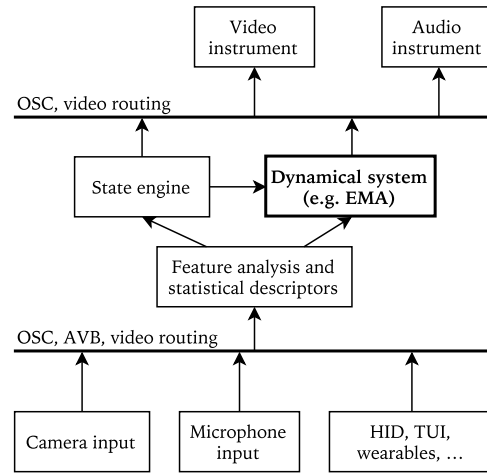 Video
instrument
Audio
instrument
OSC, video routing
State engine
Dynamical system
(e.g. EMA)
Feature analysis and
statistical descriptors
OSC, AVB, video routing
Camera input
Microphone
input
HID, TUI,
wearables, …